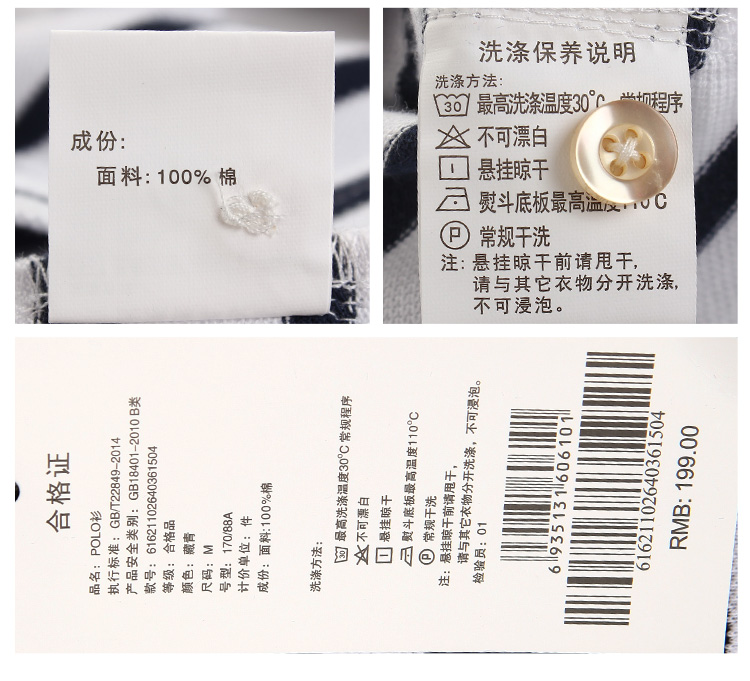 成份:
面料: 100% 棉
洗涤保养说明
洗涤方法:
30 最高洗涤温度30°C 常规程序
不可漂白
悬挂晾干
熨斗底板最高温度110°C
P 常规干洗
注: 悬挂晾干前请甩干,
请与其它衣物分开洗涤,
不可浸泡。
合格证
品名: POLO衫
执行标准: GB/T22849-2014
产品安全类别: GB18401-2010 B类
款号: 61621102640361504
等级: 合格品
颜色: 藏青
尺码: M
号型: 170/88A
计价单位: 件
成份: 面料:100%棉
洗涤方法:
30 最高洗涤温度30°C 常规程序
不可漂白
悬挂晾干
熨斗底板最高温度110°C
P 常规干洗
注: 悬挂晾干前请甩干,
请与其它衣物分开洗涤, 不可浸泡。
检验员: 01
6935131606101
61621102640361504
RMB: 199.00